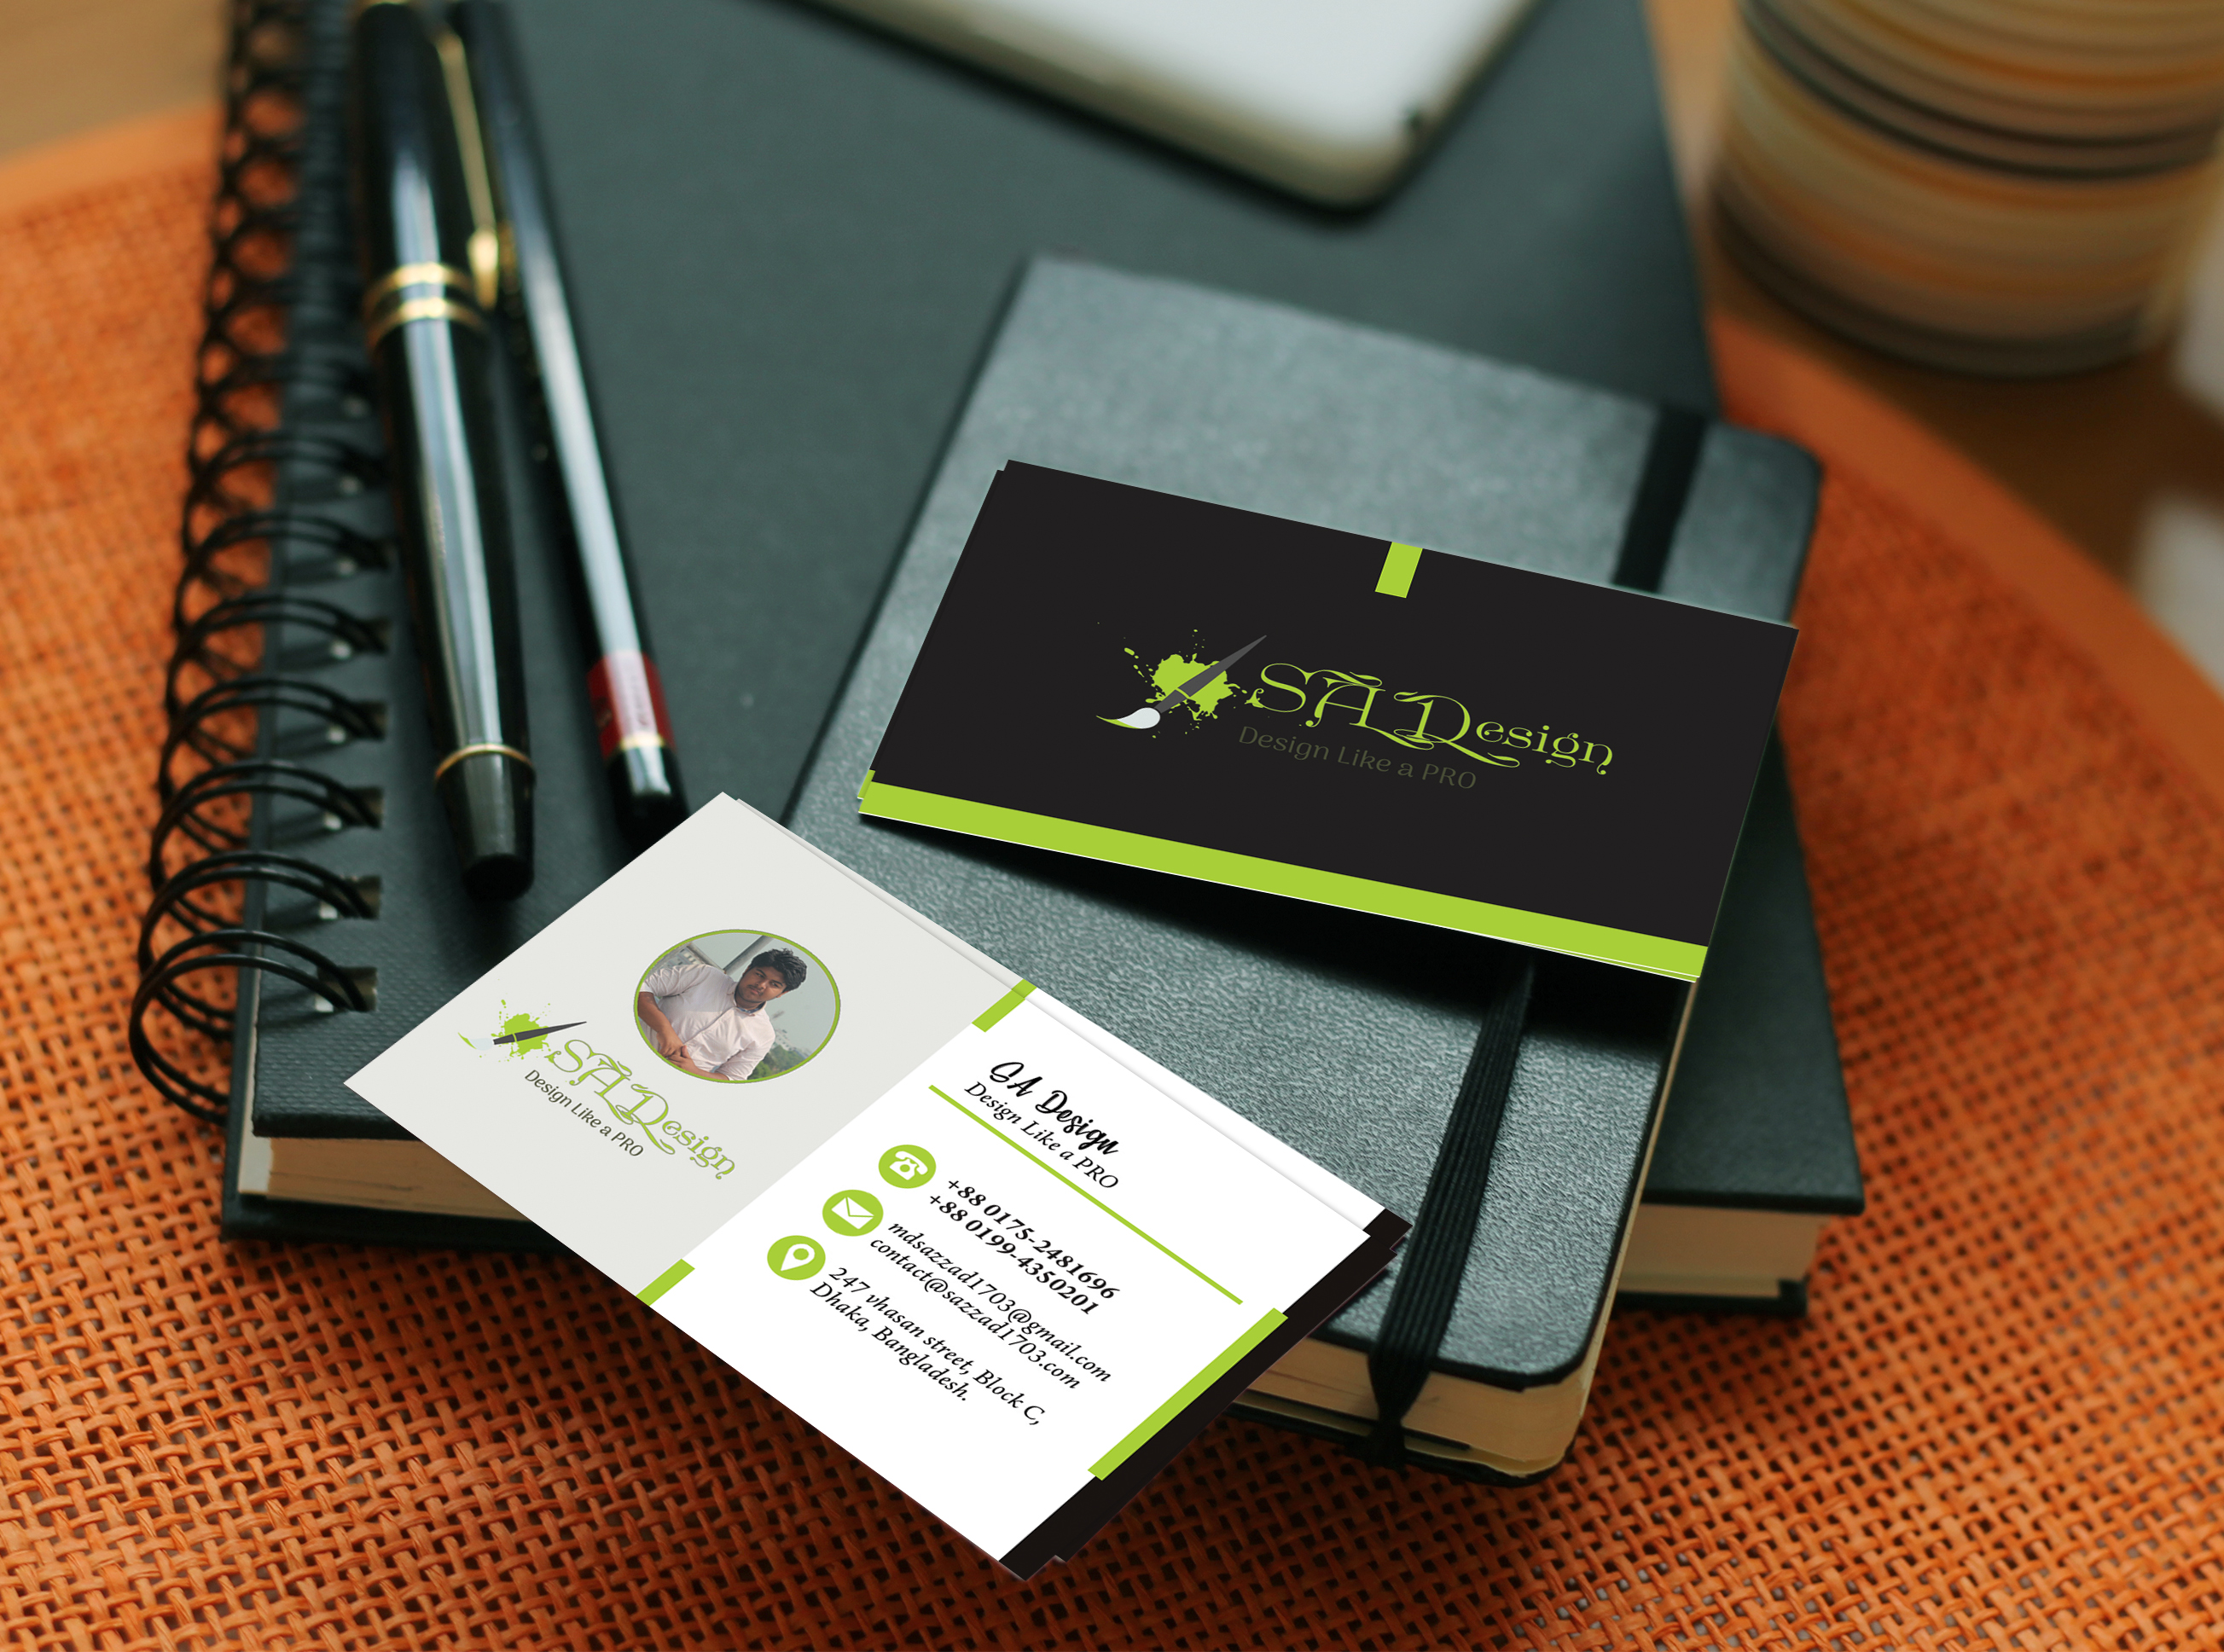 SA Design
Design Like a PRO
SA Design
Design Like a PRO
SA Design
Design Like a PRO
+88 0175-2481696
+88 0199-4350201
mdsazzad1703@gmail.com
contact@sazzad1703.com
247 vhasan street, Block C,
Dhaka, Bangladesh.